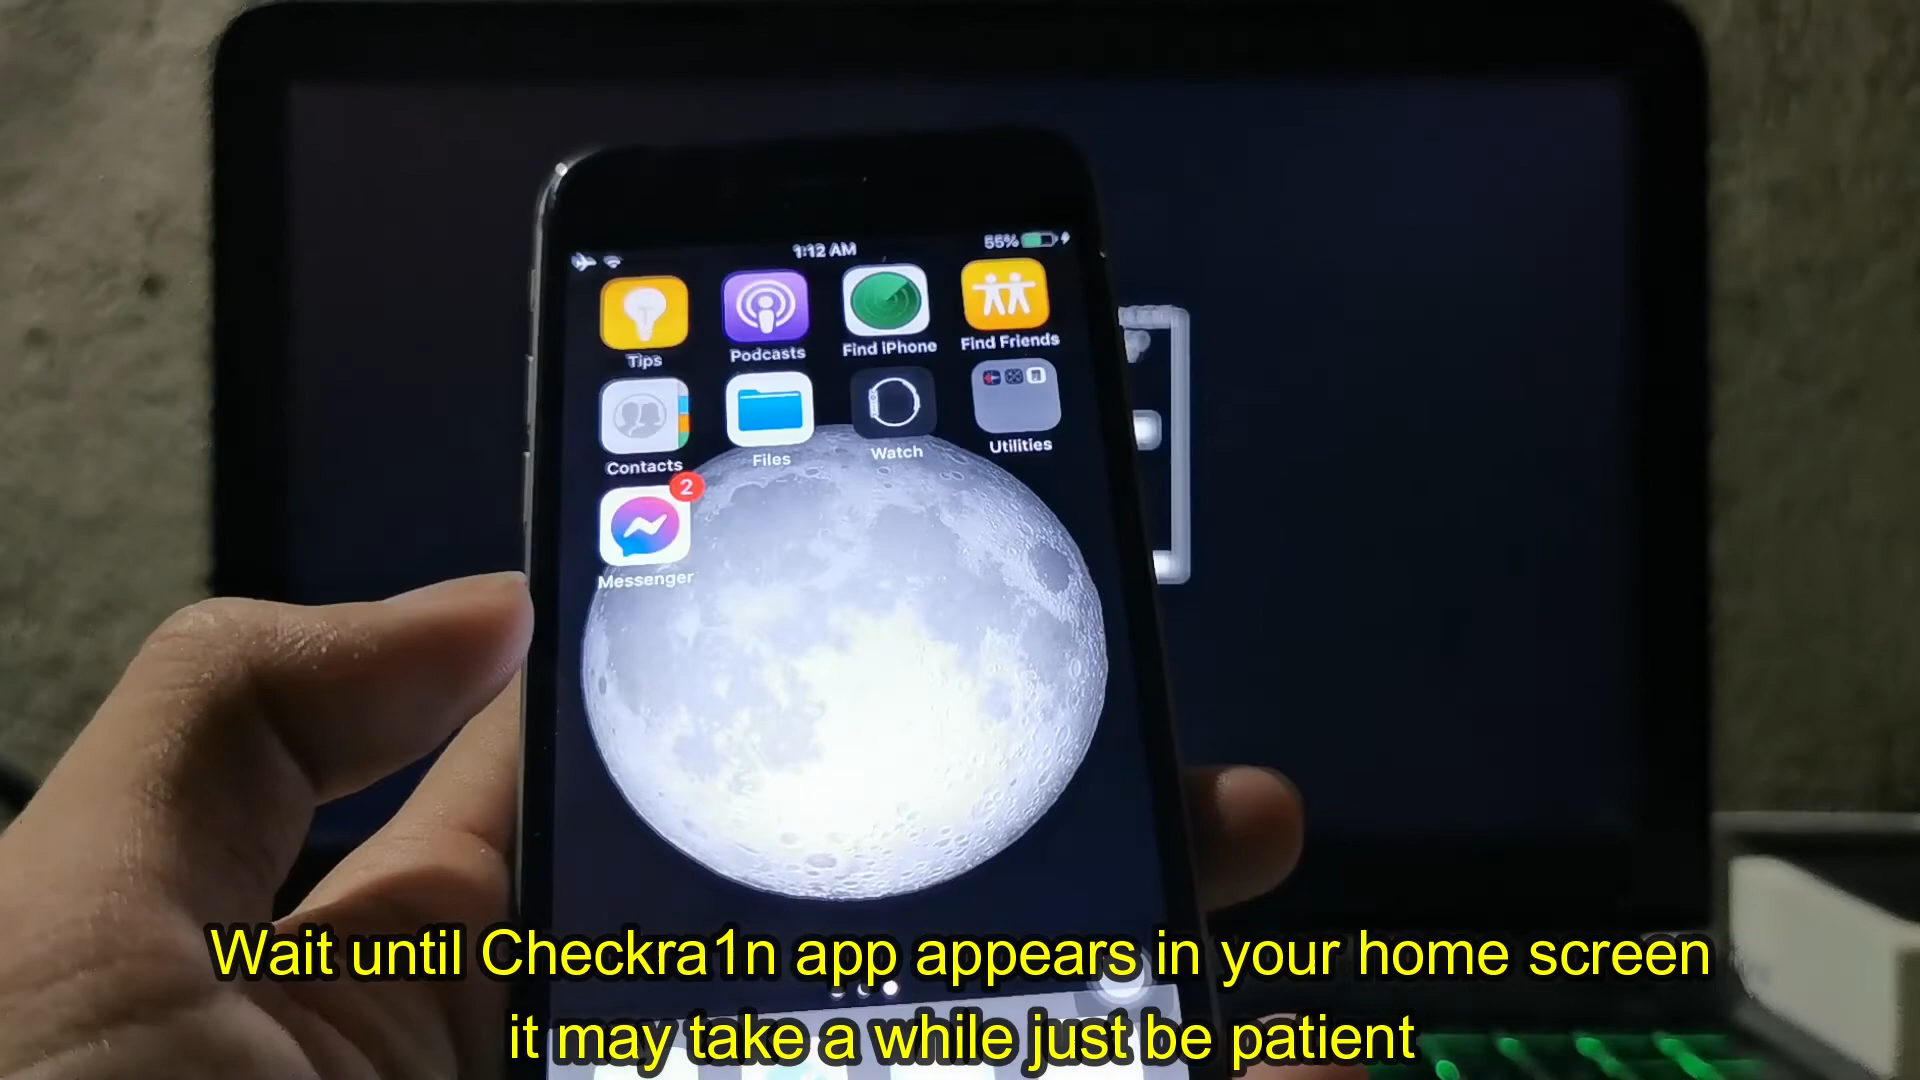 1:12 AM
55%
Tips
Podcasts
Find iPhone
Find Friends
Contacts
Files
Watch
Utilities
2
Messenger
Wait until Checkra1n app appears in your home screen
it may take a while just be patient